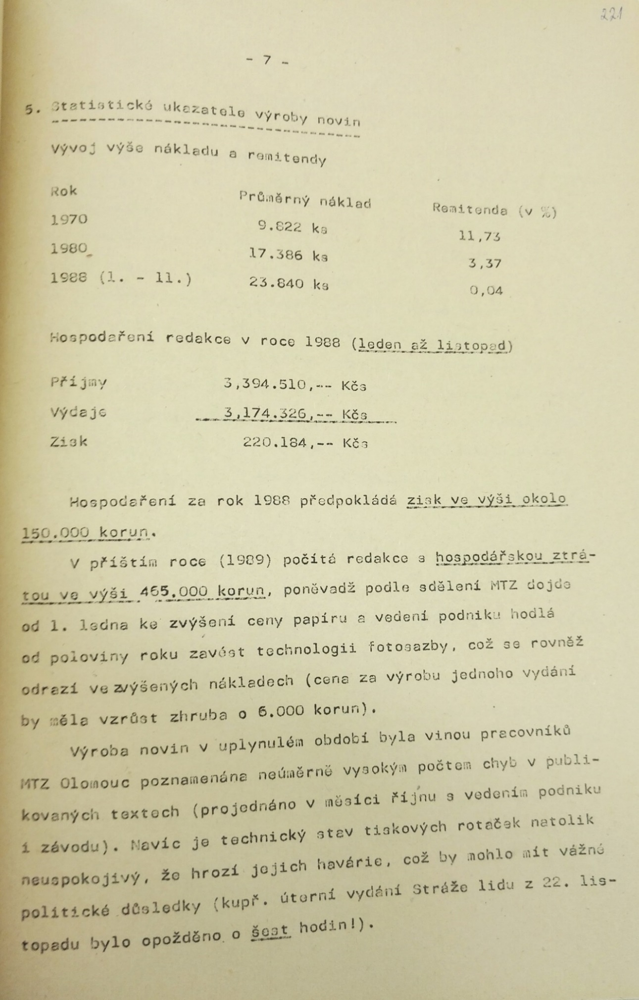 221
- 7 -
5. Statistické ukazatele výroby novin
Vývoj výše nákladu a remitendy
Rok Průměrný náklad Remitenda (v %)
1970 9.822 ks 11,73
1980 17.386 ks 3,37
1988 (1. - 11.) 23.840 ks 0,04
Hospodaření redakce v roce 1988 (leden až listopad)
Příjmy 3,394.510,-- Kčs
Výdaje 3,174.326,-- Kčs
Zisk 220.184,-- Kčs
Hospodaření za rok 1988 předpokládá zisk ve výši okolo
150.000 korun.
V příštím roce (1989) počítá redakce s hospodářskou ztrá-
tou ve výši 465.000 korun, poněvadž podle sdělení MTZ dojde
od 1. ledna ke zvýšení ceny papíru a vedení podniku hodlá
od poloviny roku zavést technologii fotosazby, což se rovněž
odrazí ve zvýšených nákladech (cena za výrobu jednoho vydání
by měla vzrůst zhruba o 6.000 korun).
Výroba novin v uplynulém období byla vinou pracovníků
MTZ Olomouc poznamenána neúměrně vysokým počtem chyb v publi-
kovaných textech (projednáno v měsíci říjnu s vedením podniku
i závodu). Navíc je technický stav tiskových rotaček natolik
neuspokojivý, že hrozí jejich havárie, což by mohlo mít vážné
politické důsledky (kupř. úterní vydání Stráže lidu z 22. lis-
topadu bylo opožděno o šest hodin!).